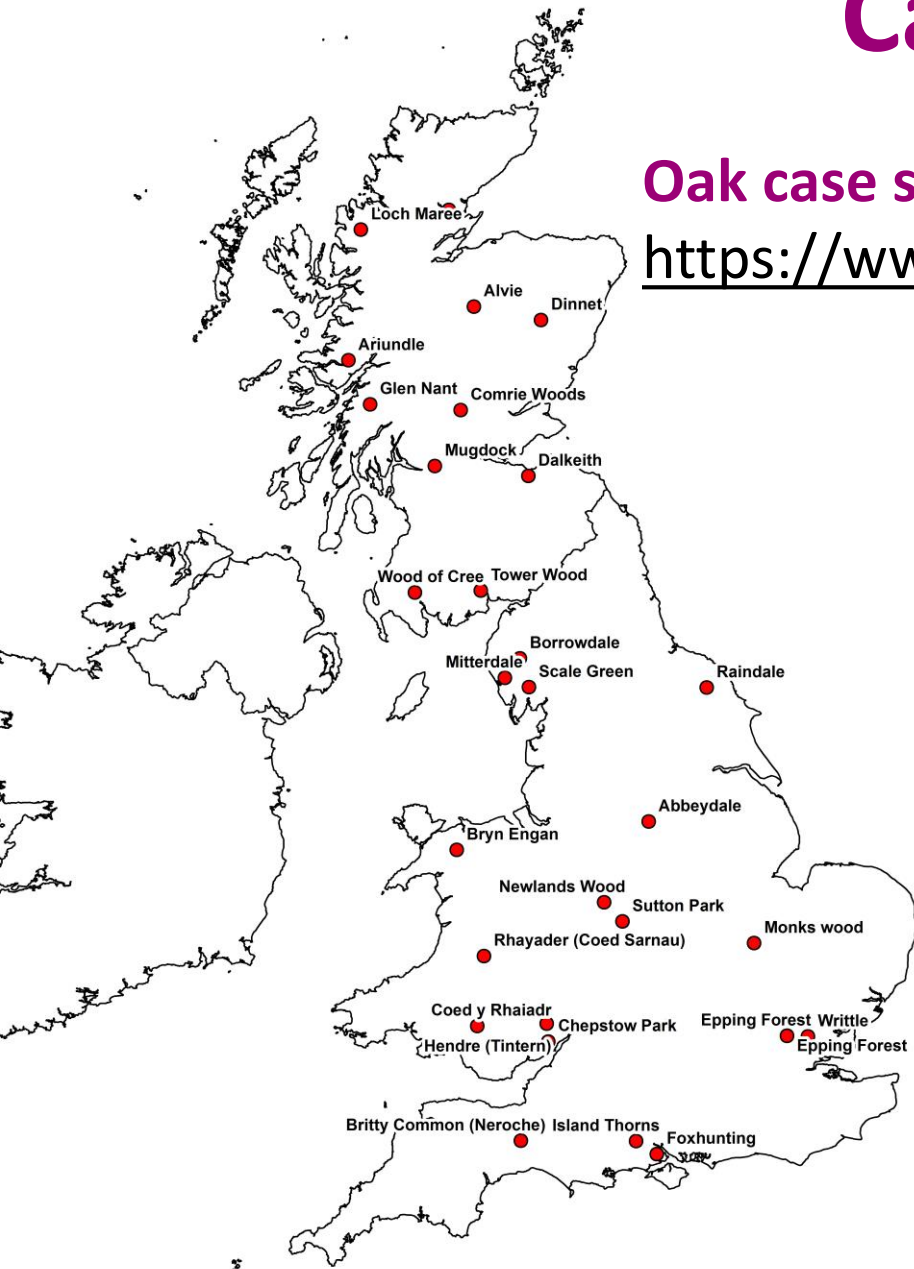 Ca
Oak case s
https://ww
Loch Maree
Alvie
Dinnet
Ariundle
Glen Nant
Comrie Woods
Mugdock
Dalkeith
Wood of Cree
Tower Wood
Borrowdale
Mitterdale
Scale Green
Raindale
Abbeydale
Bryn Engan
Newlands Wood
Sutton Park
Monks wood
Rhayader (Coed Sarnau)
Coed y Rhaiadr
Chepstow Park
Epping Forest
Writtle
Hendre (Tintern)
Epping Forest
Britty Common (Neroche)
Island Thorns
Foxhunting